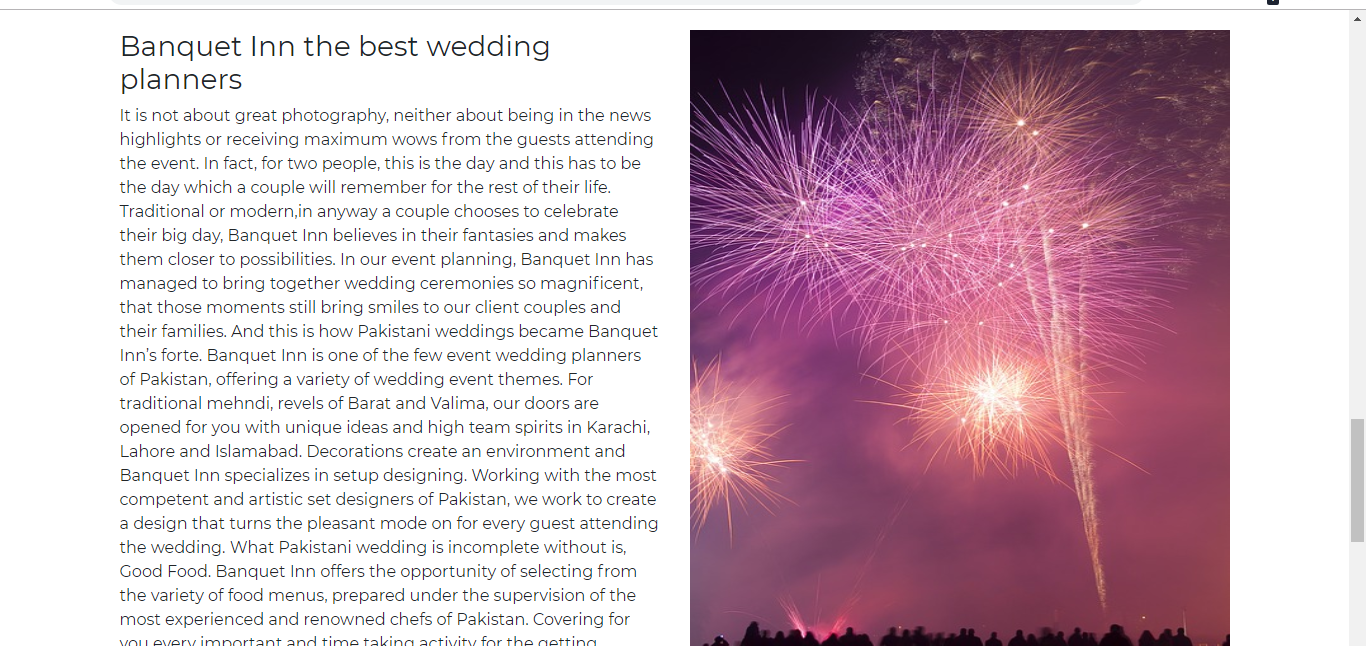 Banquet Inn the best wedding
planners
It is not about great photography, neither about being in the news
highlights or receiving maximum wows from the guests attending
the event. In fact, for two people, this is the day and this has to be
the day which a couple will remember for the rest of their life.
Traditional or modern,in anyway a couple chooses to celebrate
their big day, Banquet Inn believes in their fantasies and makes
them closer to possibilities. In our event planning, Banquet Inn has
managed to bring together wedding ceremonies so magnificent,
that those moments still bring smiles to our client couples and
their families. And this is how Pakistani weddings became Banquet
Inn’s forte. Banquet Inn is one of the few event wedding planners
of Pakistan, offering a variety of wedding event themes. For
traditional mehndi, revels of Barat and Valima, our doors are
opened for you with unique ideas and high team spirits in Karachi,
Lahore and Islamabad. Decorations create an environment and
Banquet Inn specializes in setup designing. Working with the most
competent and artistic set designers of Pakistan, we work to create
a design that turns the pleasant mode on for every guest attending
the wedding. What Pakistani wedding is incomplete without is,
Good Food. Banquet Inn offers the opportunity of selecting from
the variety of food menus, prepared under the supervision of the
most experienced and renowned chefs of Pakistan. Covering for
you every important and time taking activity for the getting